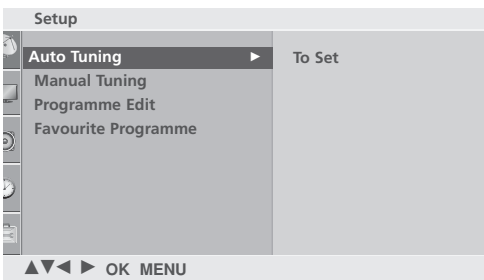 Setup
Auto Tuning ► To Set
Manual Tuning
Programme Edit
Favourite Programme
▲▼◄ ► OK MENU